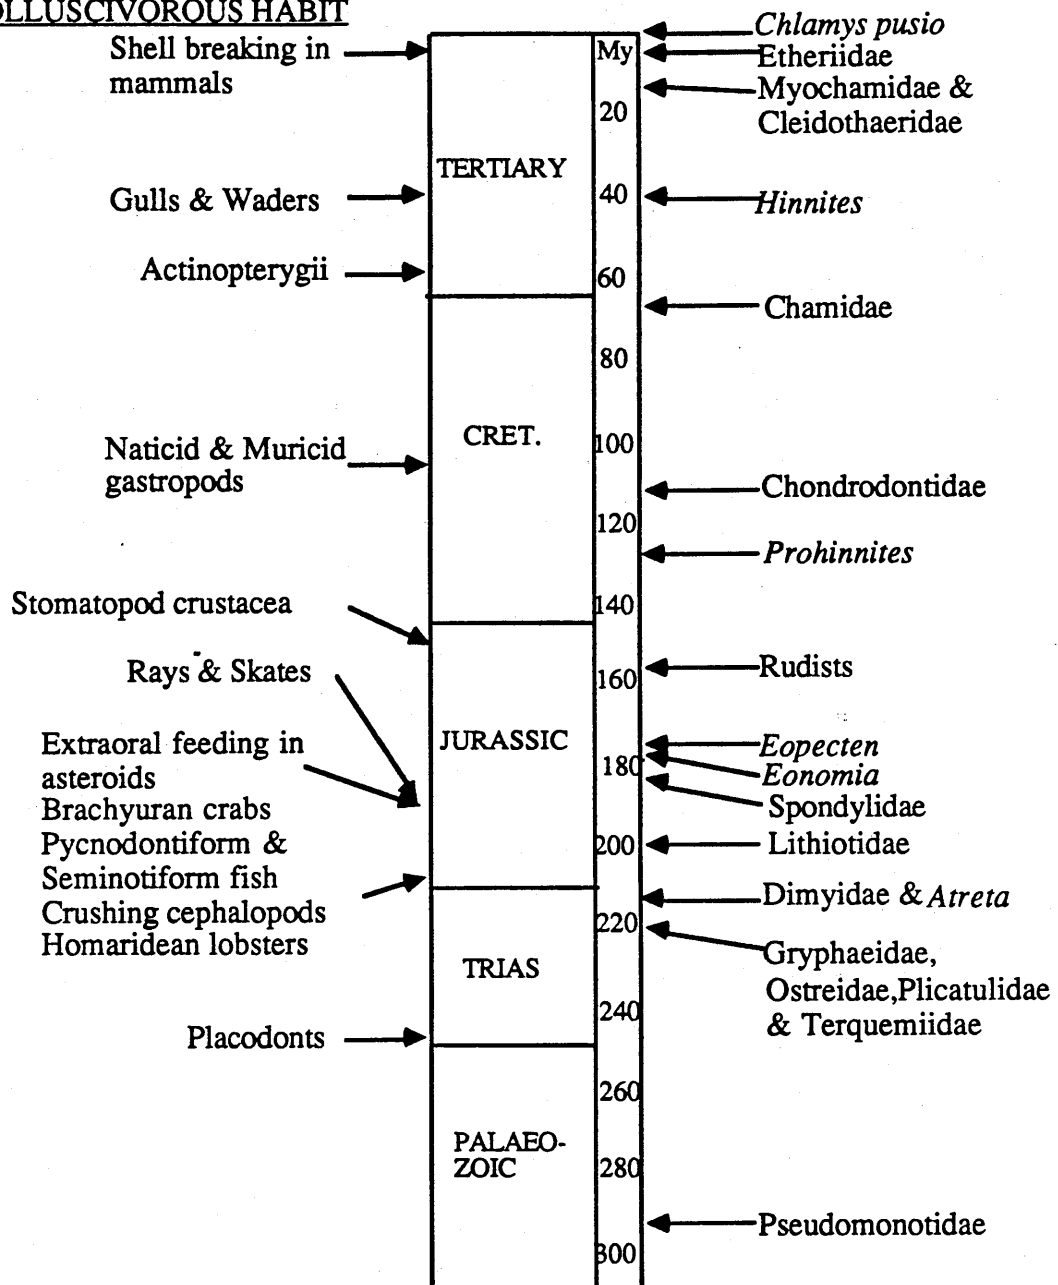 OLLUSCIVOROUS HABIT
Shell breaking in
mammals
Gulls & Waders
Actinopterygii
Naticid & Muricid
gastropods
Stomatopod crustacea
Rays & Skates
Extraoral feeding in
asteroids
Brachyuran crabs
Pycnodontiform &
Seminotiform fish
Crushing cephalopods
Homaridean lobsters
Placodonts
TERTIARY
CRET.
JURASSIC
TRIAS
PALAEO-
ZOIC
My
20
40
60
80
100
120
140
160
180
200
220
240
260
280
300
Chlamys pusio
Etheriidae
Myochamidae &
Cleidothaeridae
Hinnites
Chamidae
Chondrodontidae
Prohinnites
Rudists
Eopecten
Eonomia
Spondylidae
Lithiotidae
Dimyidae & Atreta
Gryphaeidae,
Ostreidae,Plicatulidae
& Terquemiidae
Pseudomonotidae